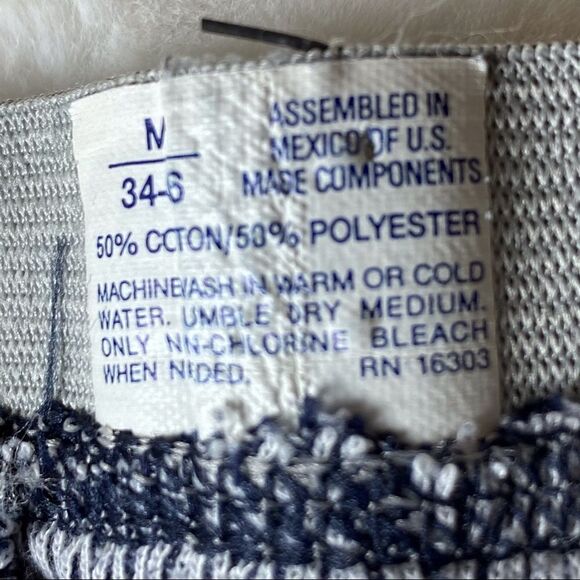 M
34-6
ASSEMBLED IN
MEXICO OF U.S.
MADE COMPONENTS
50% CCTON/50% POLYESTER
MACHINE/ASH IN WARM OR COLD
WATER. UMBLE DRY MEDIUM.
ONLY NN-CHLORINE BLEACH
WHEN NIDED. RN 16303